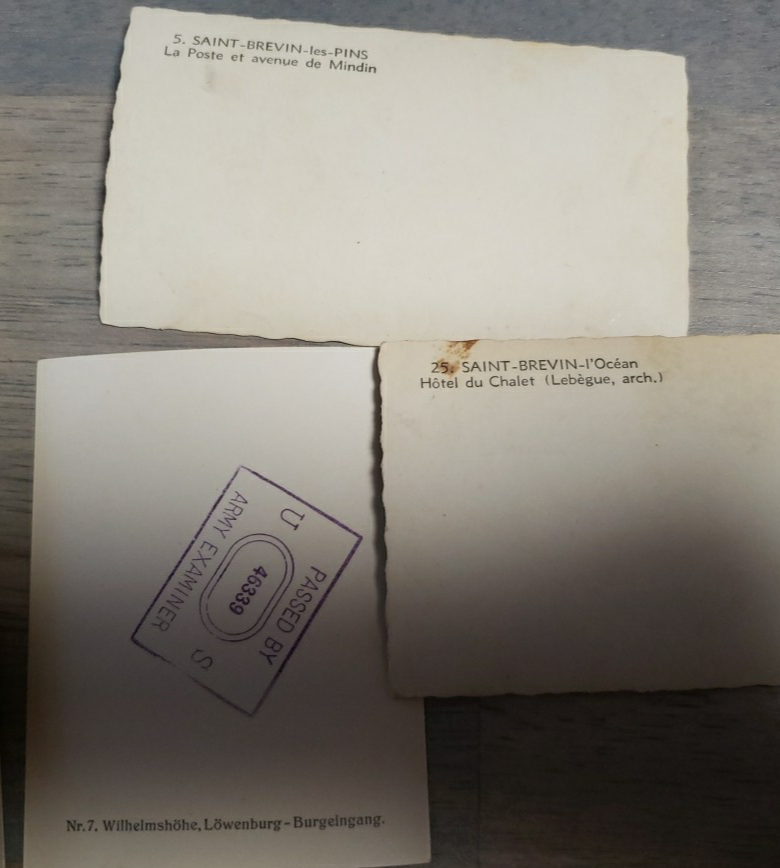 5. SAINT-BREVIN-les-PINS
La Poste et avenue de Mindin
25. SAINT-BREVIN-l'Océan
Hôtel du Chalet (Lebègue, arch.)
PASSED BY
U 46339 S
ARMY EXAMINER
Nr.7. Wilhelmshöhe, Löwenburg - Burgeingang.